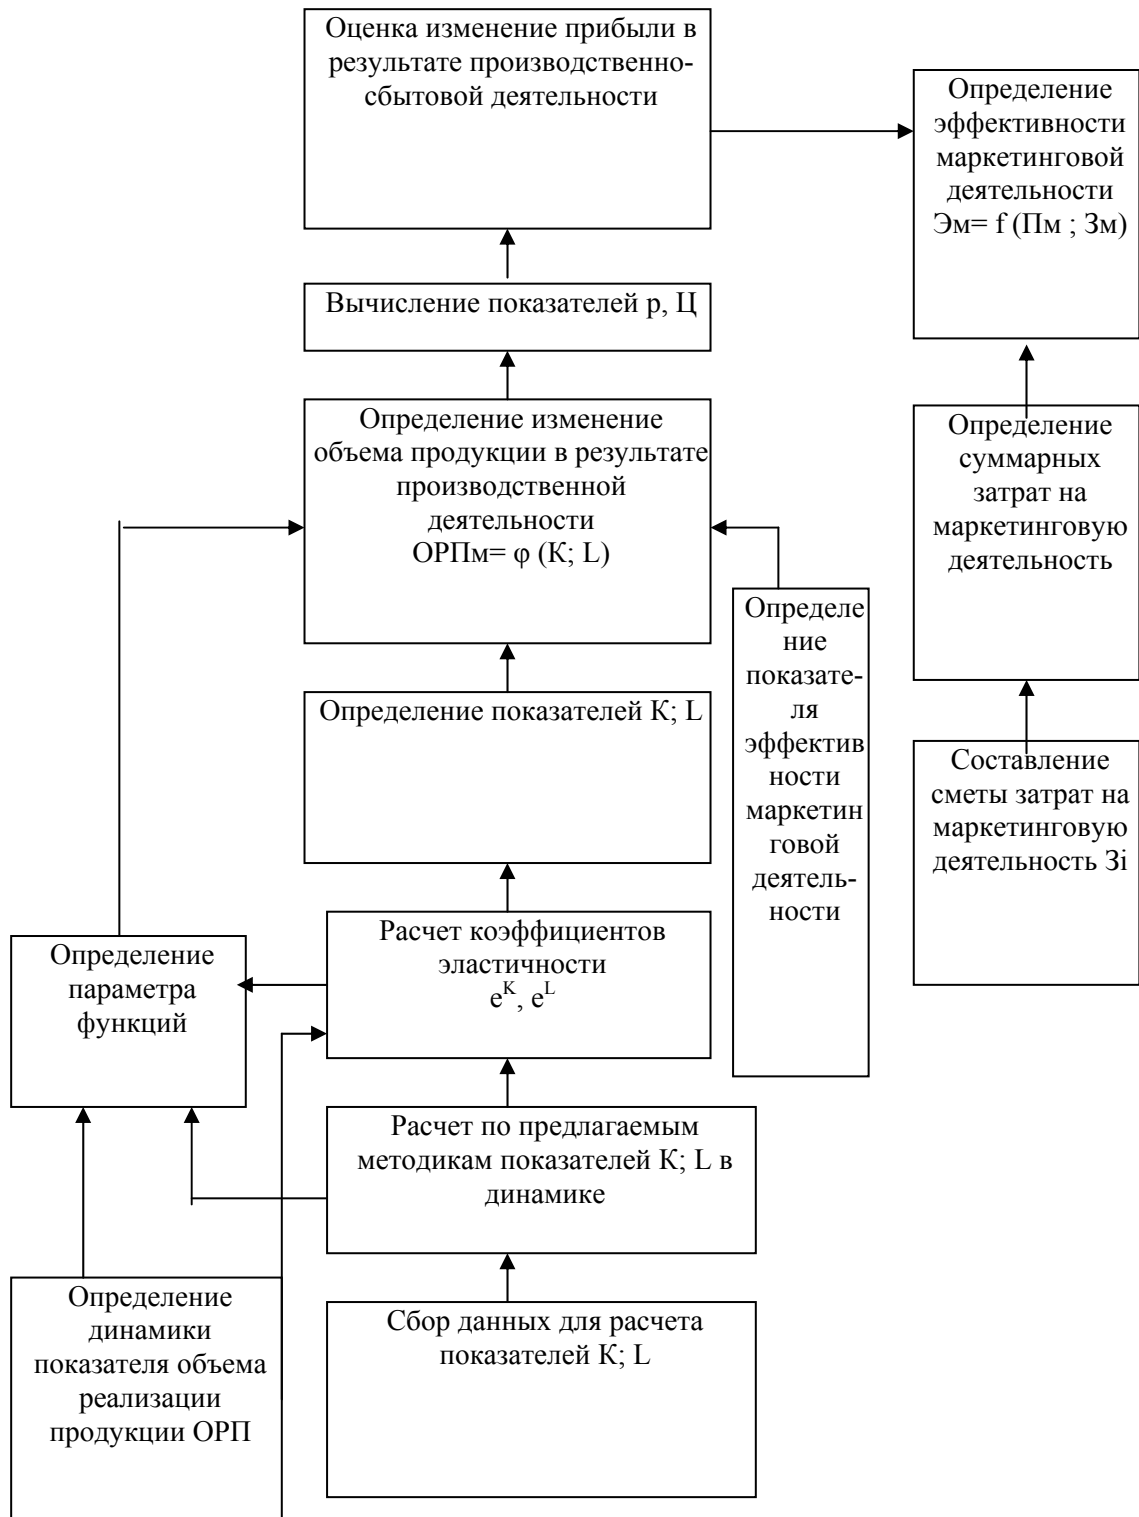 Оценка изменение прибыли в
результате производственно-
сбытовой деятельности
Определение
эффективности
маркетинговой
деятельности
Эм= f (Пм ; Зм)
Вычисление показателей р, Ц
Определение изменение
объема продукции в результате
производственной
деятельности
ОРПм= φ (К; L)
Определение
суммарных
затрат на
маркетинговую
деятельность
Определе
ние
показате-
ля
эффектив
ности
маркетин
говой
деятель-
ности
Определение показателей К; L
Составление
сметы затрат на
маркетинговую
деятельность Зi
Расчет коэффициентов
эластичности
e^K, e^L
Определение
параметра
функций
Расчет по предлагаемым
методикам показателей К; L в
динамике
Определение
динамики
показателя объема
реализации
продукции ОРП
Сбор данных для расчета
показателей К; L